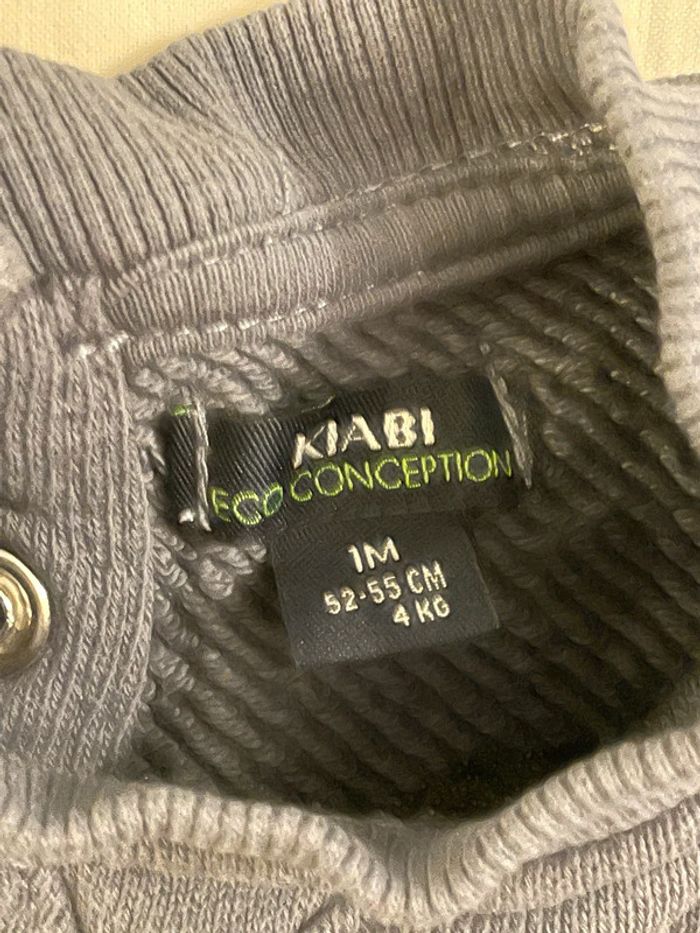 KIABI
ECO CONCEPTION
1M
52-55 CM
4 KG